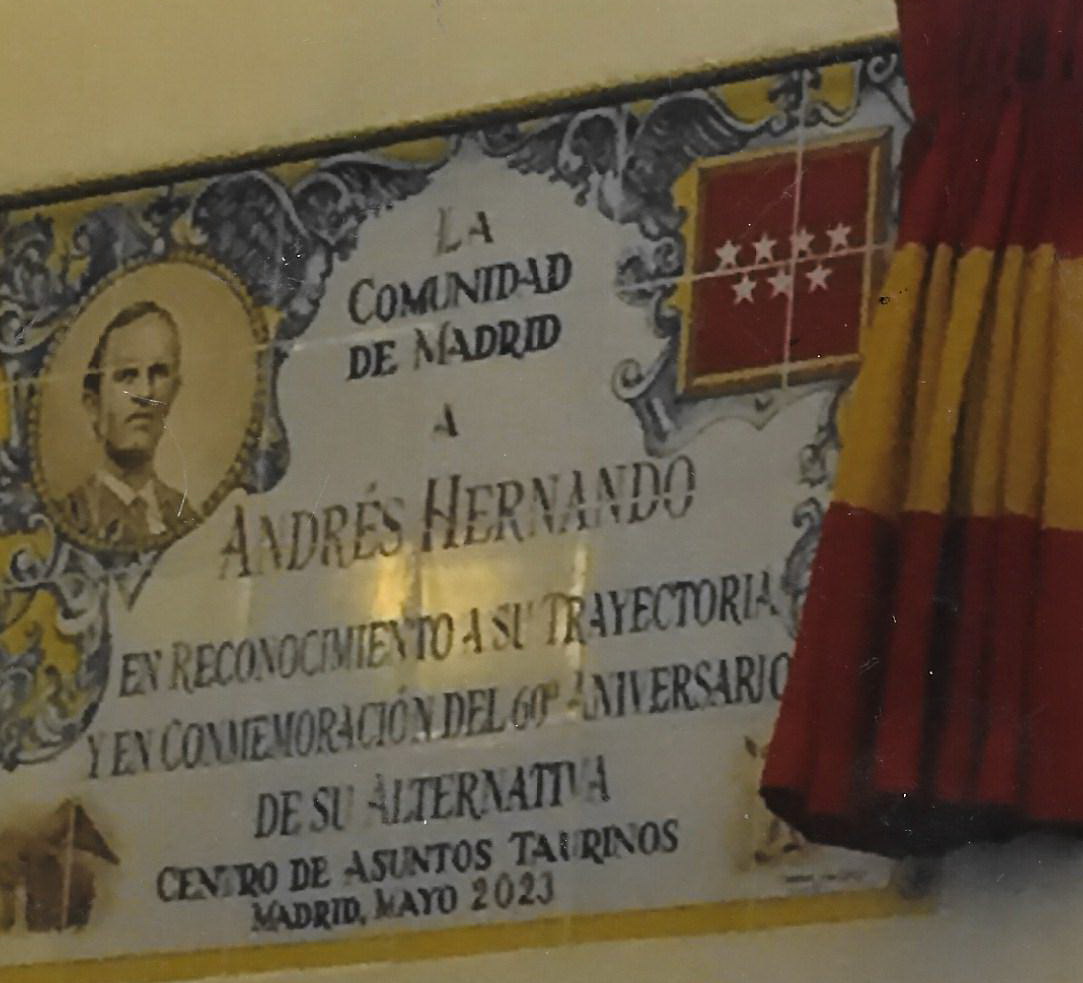 LA
COMUNIDAD
DE MADRID
A
ANDRÉS HERNANDO
EN RECONOCIMIENTO A SU TRAYECTORIA
Y EN CONMEMORACIÓN DEL 60º ANIVERSARIO
DE SU ALTERNATIVA
CENTRO DE ASUNTOS TAURINOS
MADRID, MAYO 2023